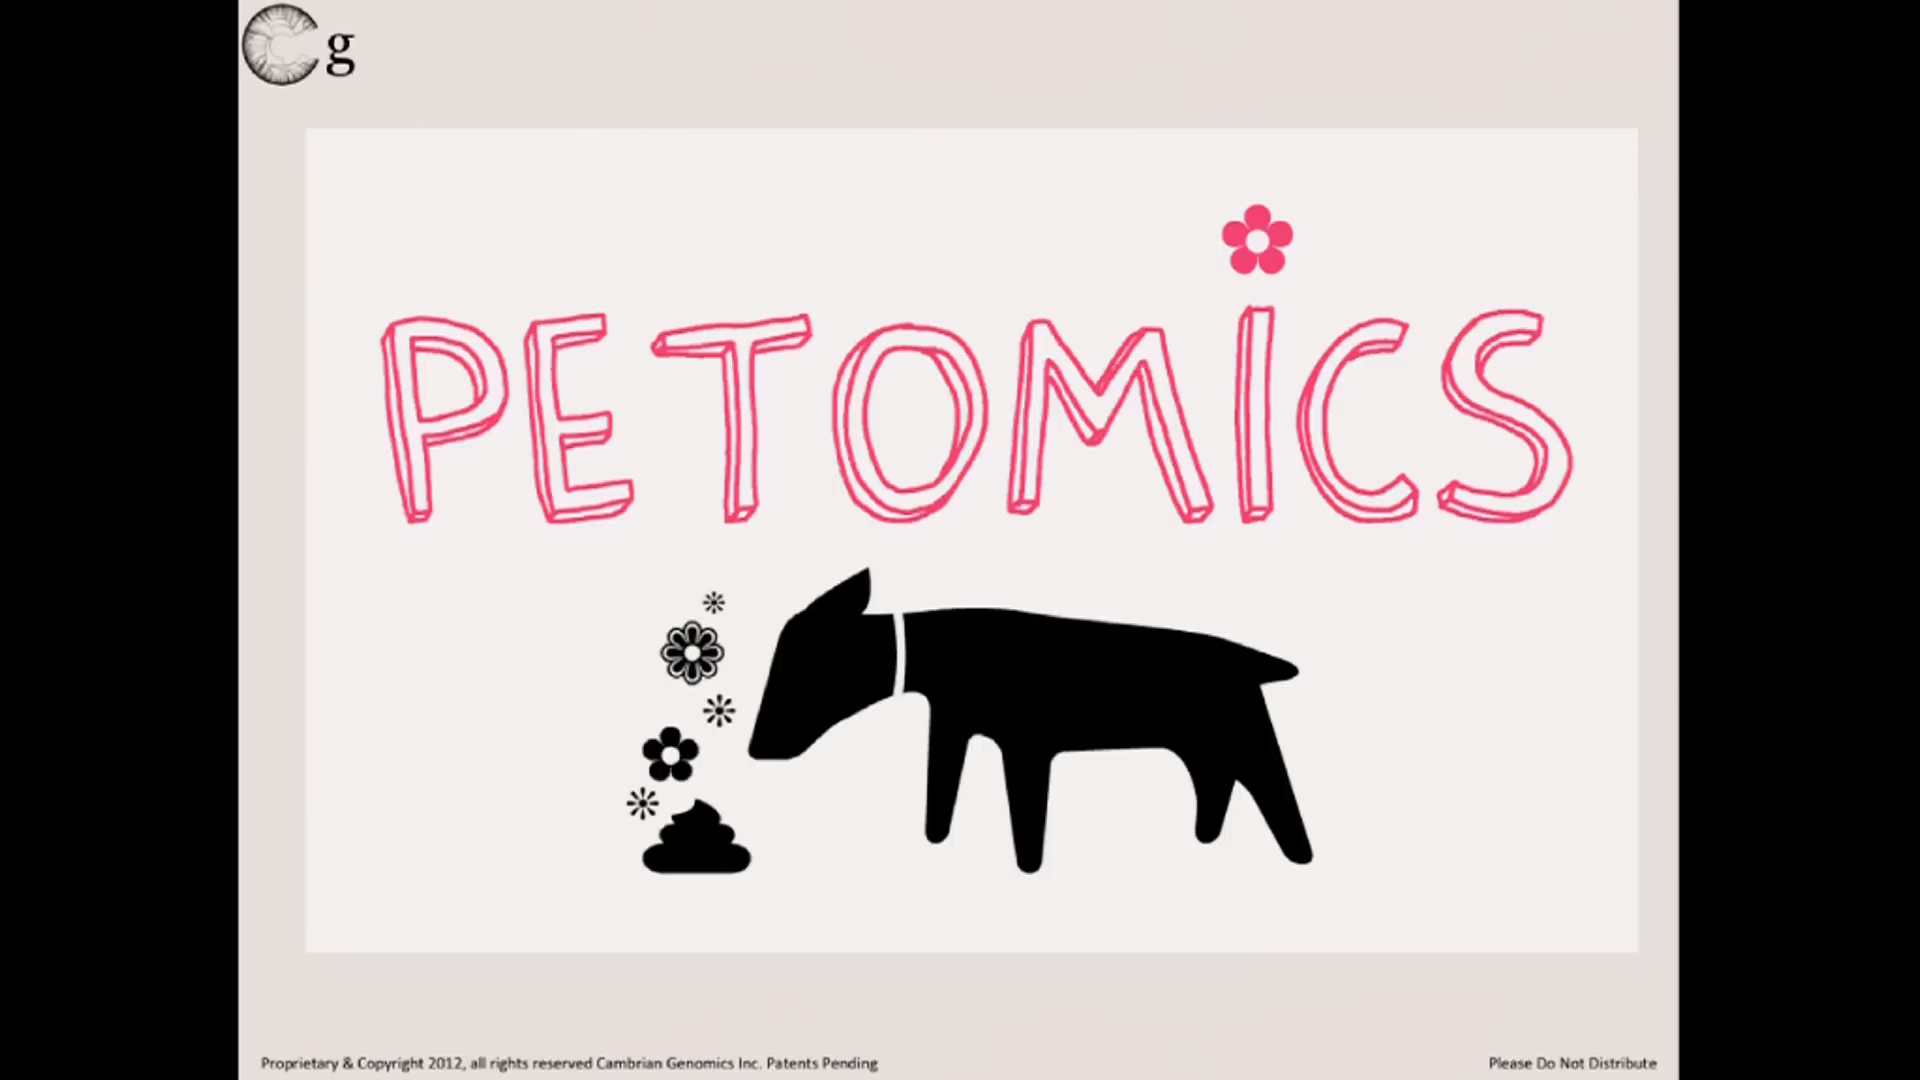 Cg
PETOMICS
Proprietary & Copyright 2012, all rights reserved Cambrian Genomics Inc. Patents Pending
Please Do Not Distribute